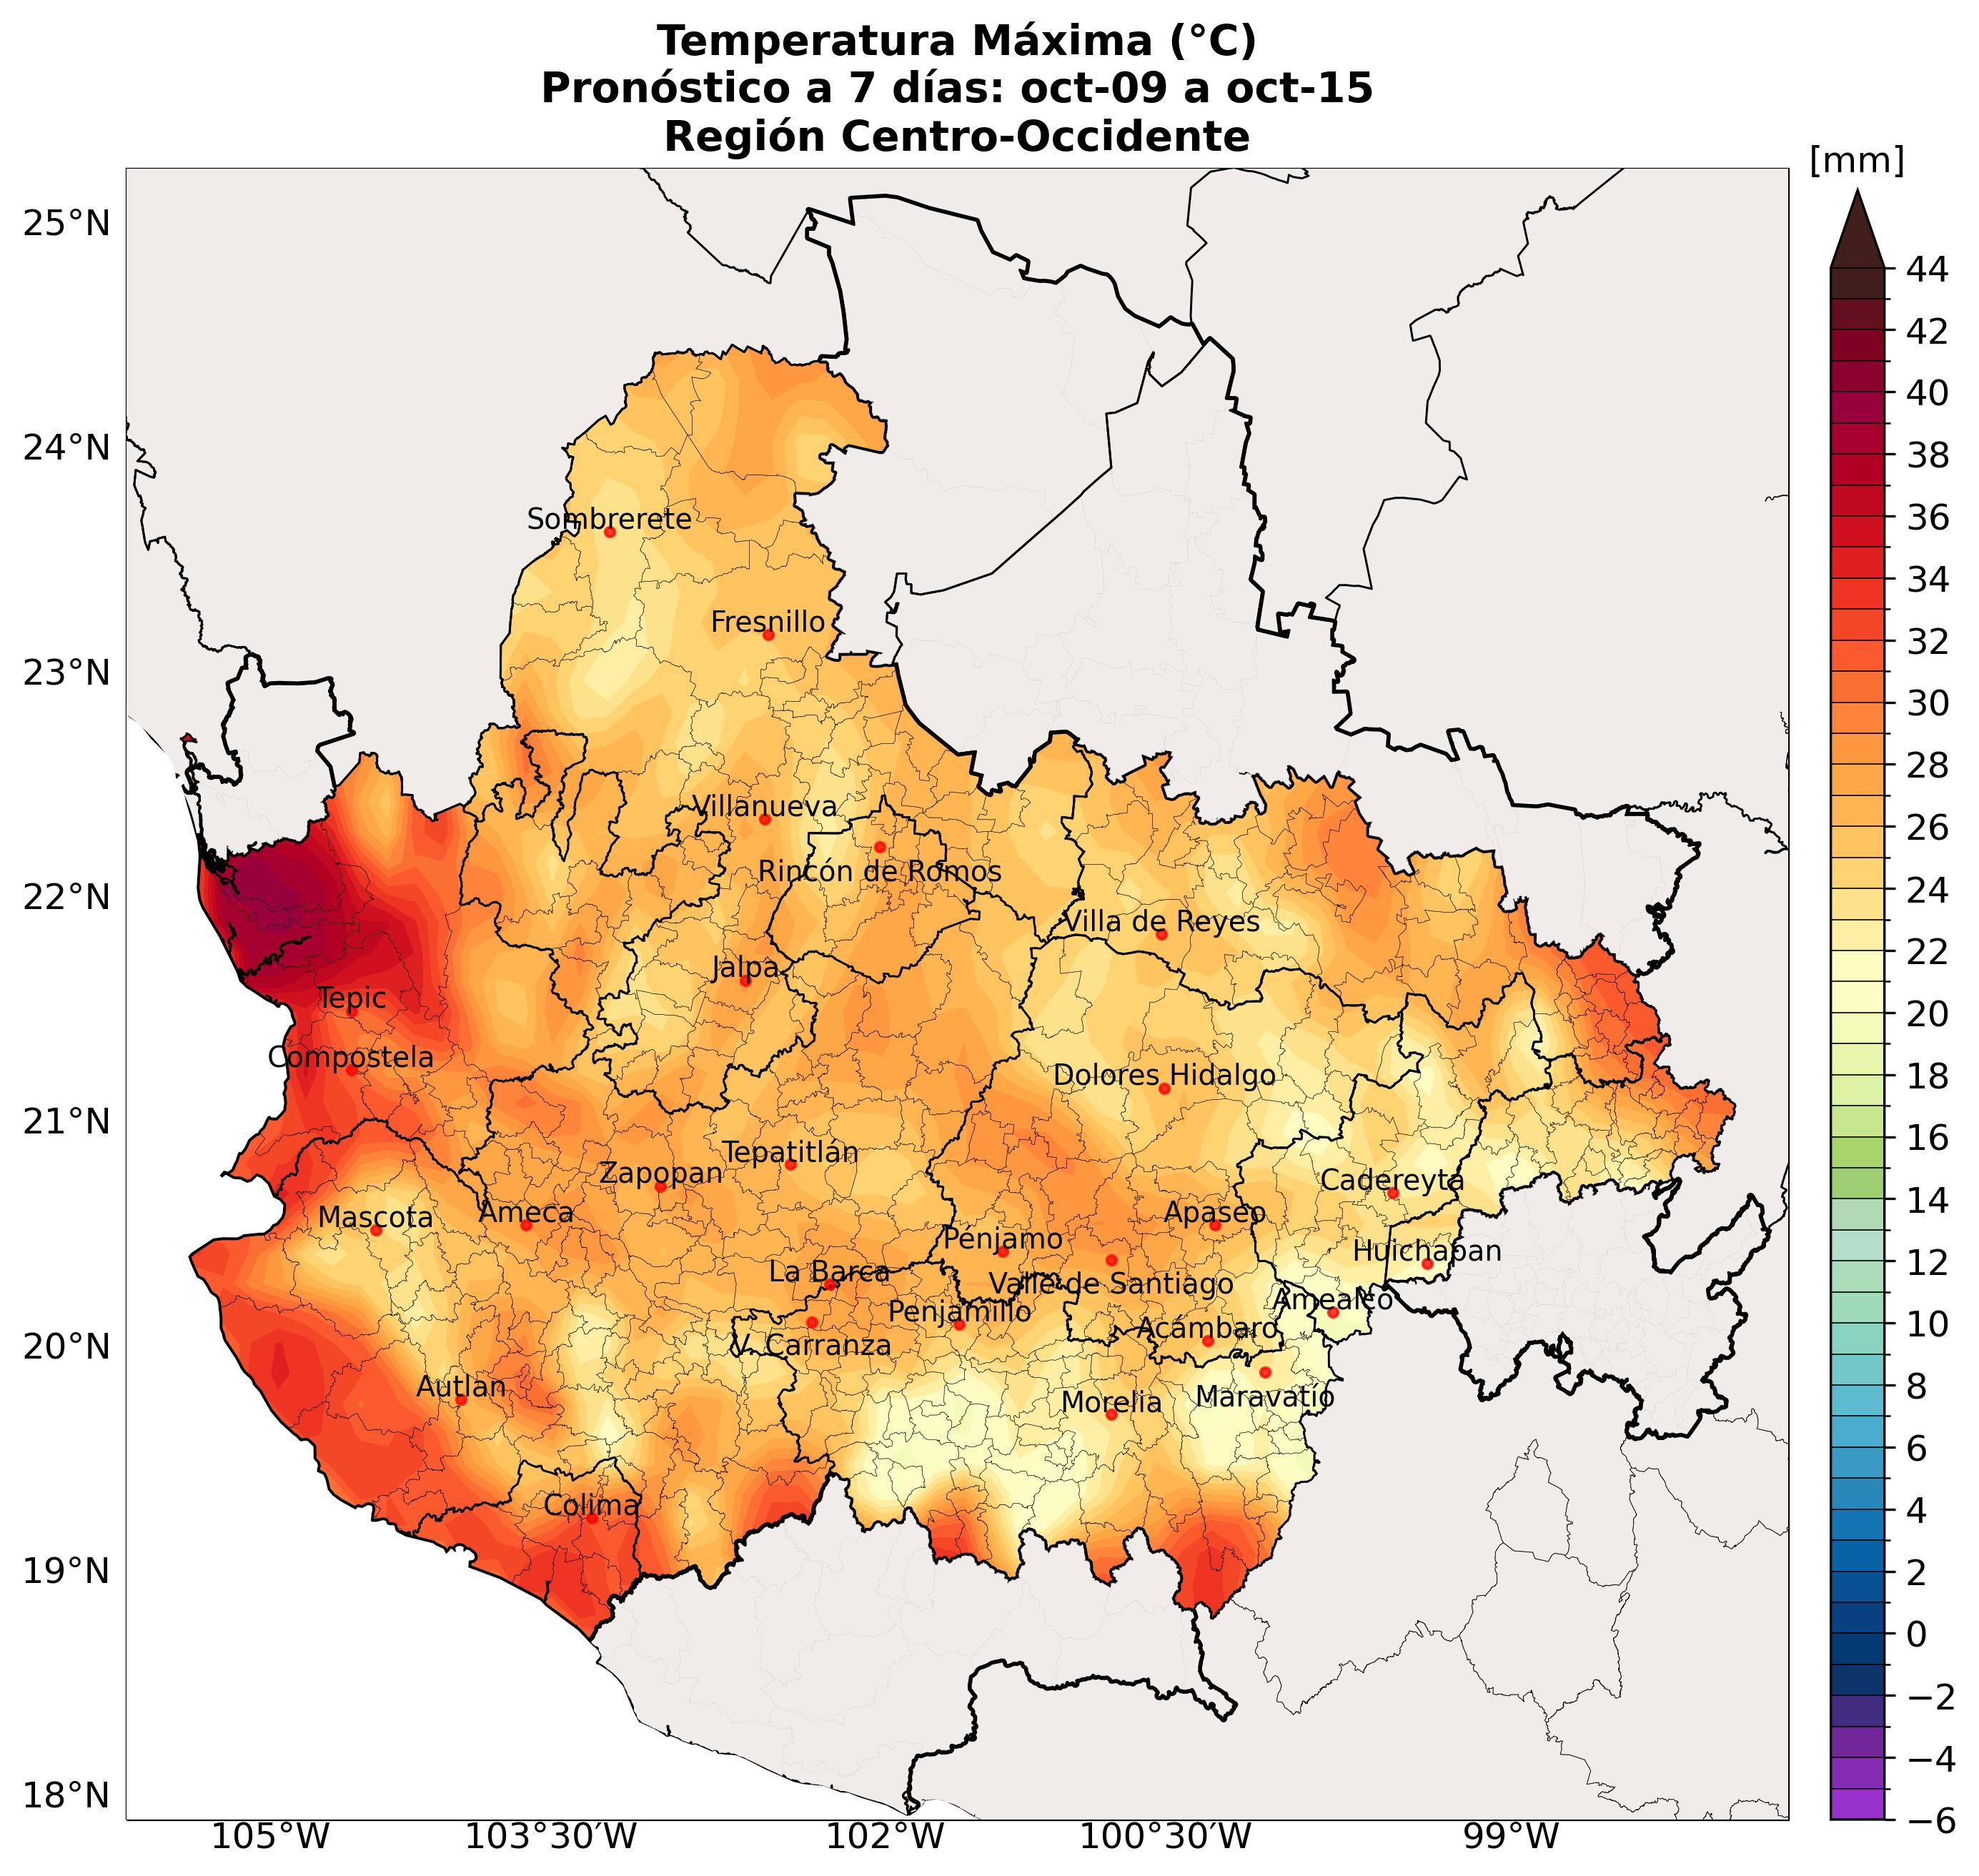 Temperatura Máxima (°C)
Pronóstico a 7 días: oct-09 a oct-15
Región Centro-Occidente
[mm]
25°N
24°N
23°N
22°N
21°N
20°N
19°N
18°N
Sombrerete
Fresnillo
Villanueva
Rincón de Romos
Villa de Reyes
Jalpa
Tepic
Compostela
Dolores Hidalgo
Tepatitlán
Zapopan
Cadereyta
Mascota
Ameca
Apaseo
Pénjamo
Huichapan
La Barca
Valle de Santiago
Amealco
Penjamillo
Acámbaro
V. Carranza
Autlan
Morelia
Maravatío
Colima
105°W
103°30′W
102°W
100°30′W
99°W
44
42
40
38
36
34
32
30
28
26
24
22
20
18
16
14
12
10
8
6
4
2
0
−2
−4
−6